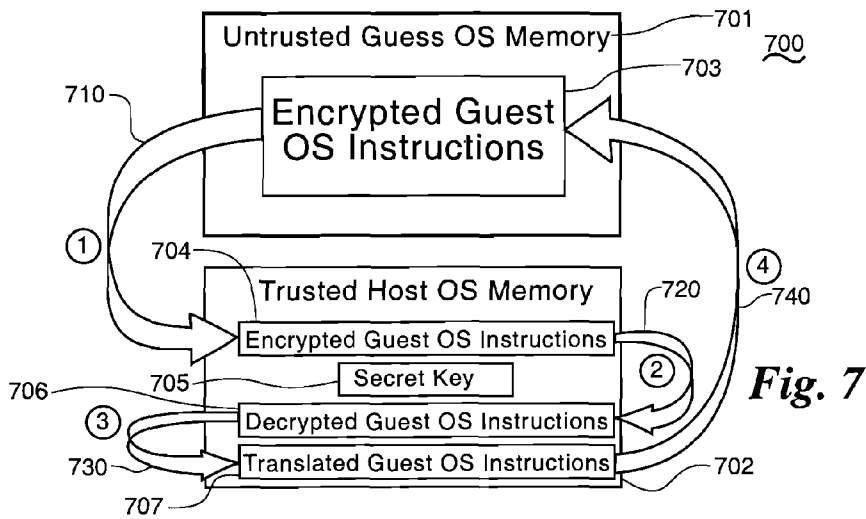 Untrusted Guess OS Memory
701
700
703
710
Encrypted Guest
OS Instructions
1
704
4
Trusted Host OS Memory
720
740
Encrypted Guest OS Instructions
706
705
Secret Key
2
Fig. 7
3
Decrypted Guest OS Instructions
Translated Guest OS Instructions
730
707
702